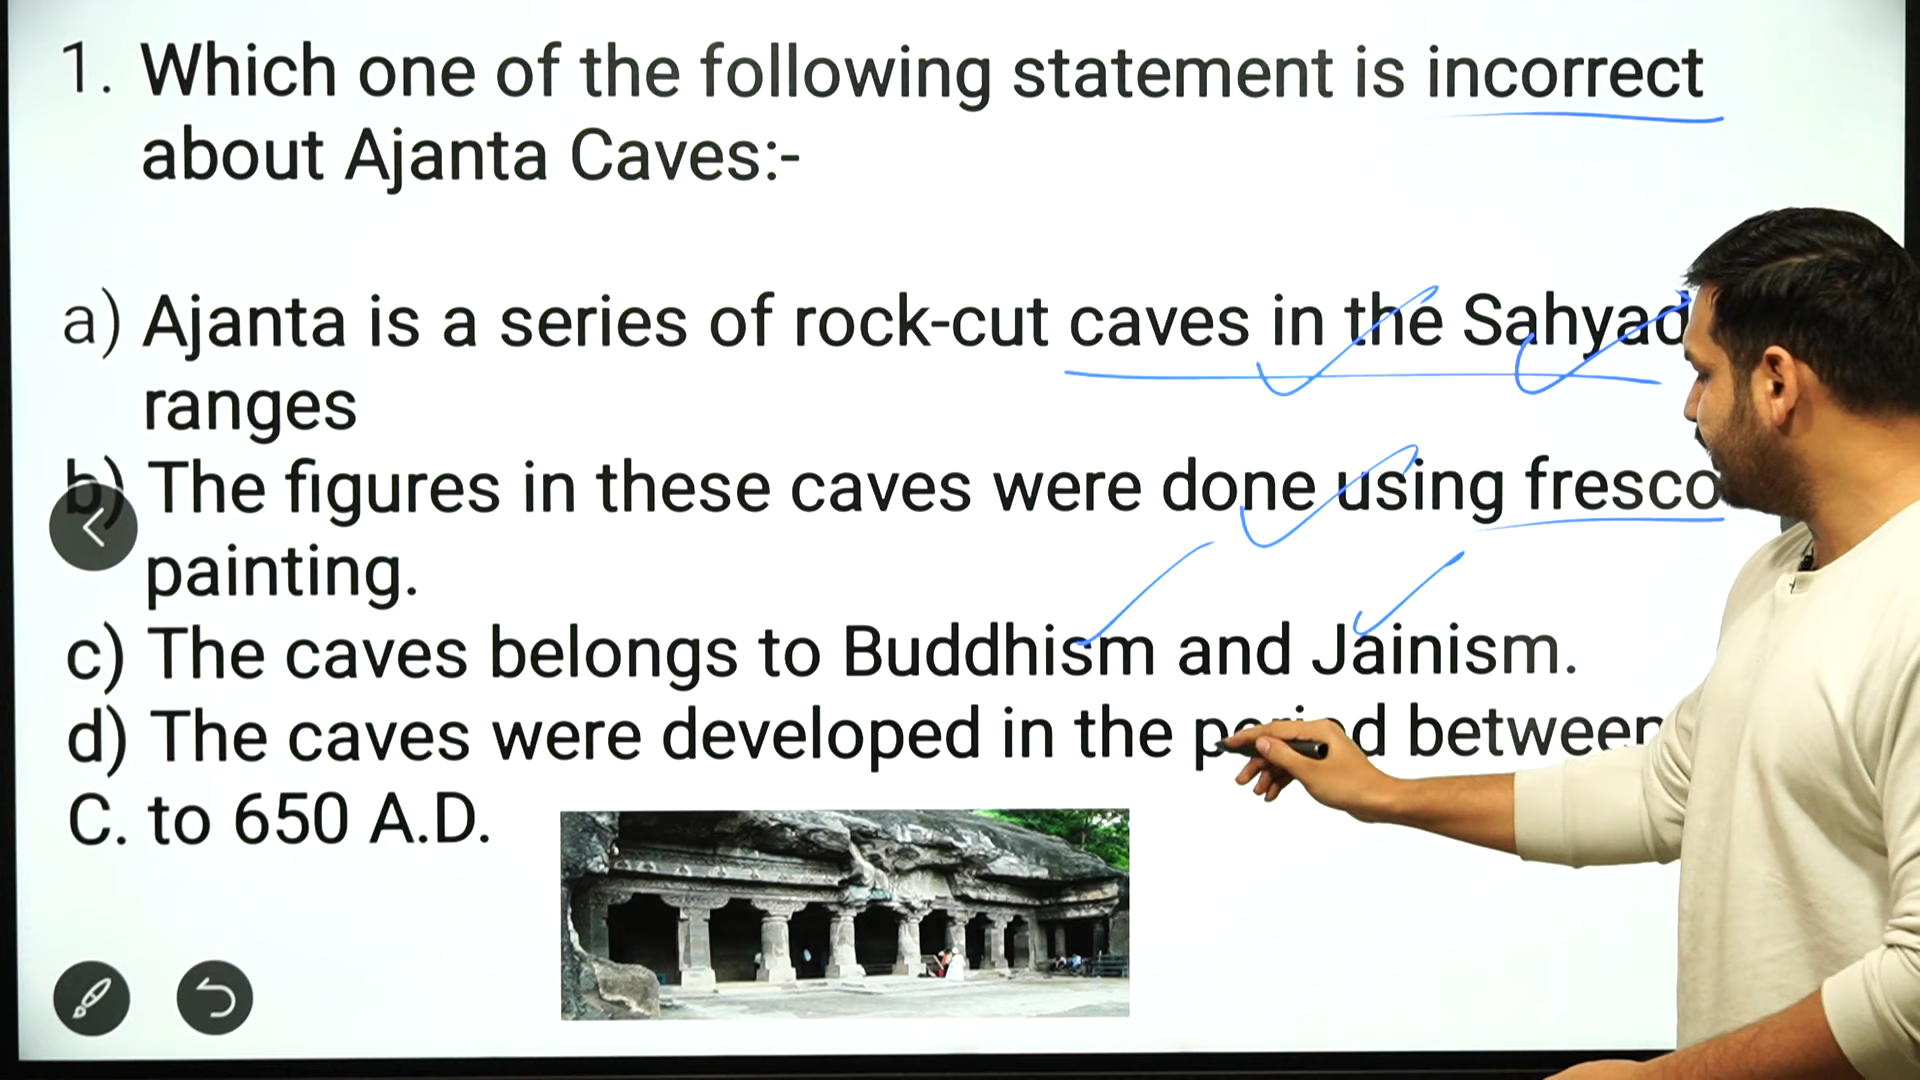 1. Which one of the following statement is incorrect
about Ajanta Caves:-
a) Ajanta is a series of rock-cut caves in the
ranges
b) The figures in these caves were done using fresco
painting.
c) The caves belongs to Buddhism and Jainism.
d) The caves were developed in the period between
C. to 650 A.D.